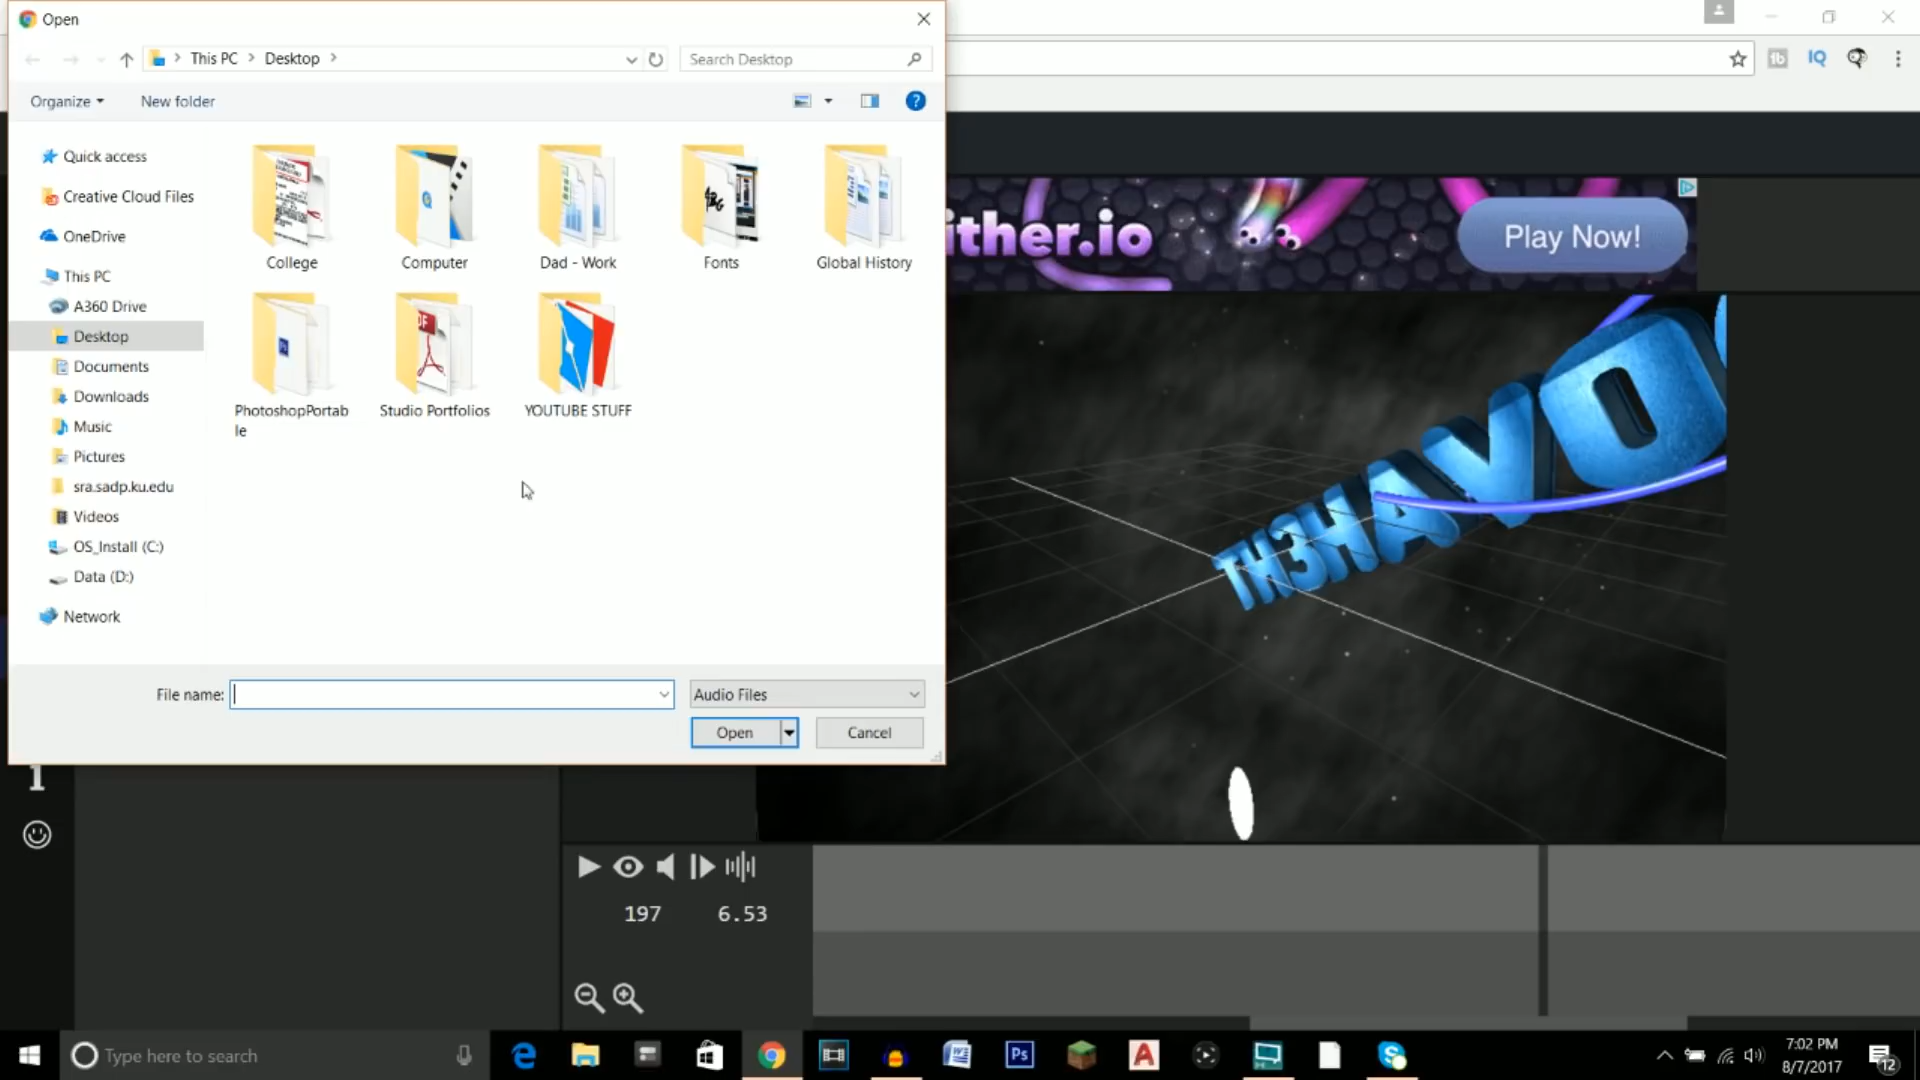 Open
This PC
Desktop
Search Desktop
Organize
New folder
Quick access
Creative Cloud Files
OneDrive
This PC
A360 Drive
Desktop
Documents
Downloads
Music
Pictures
sra.sadp.ku.edu
Videos
OS_Install (C:)
Data (D:)
Network
College
Computer
Dad - Work
Fonts
Global History
PhotoshopPortab
le
Studio Portfolios
YOUTUBE STUFF
File name:
Audio Files
Open
Cancel
IQ
ither.io
Play Now!
TH3HAVO
197
6.53
Type here to search
Ps
7:02 PM
8/7/2017
12